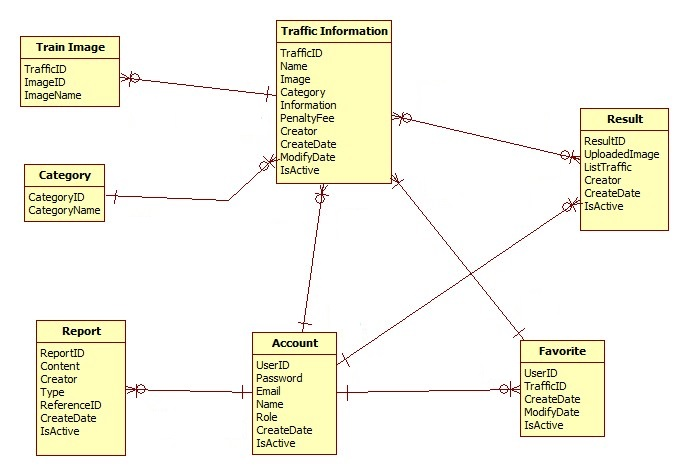 Traffic Information
TrafficID
Name
Image
Category
Information
PenaltyFee
Creator
CreateDate
ModifyDate
IsActive
Train Image
TrafficID
ImageID
ImageName
Result
ResultID
UploadedImage
ListTraffic
Creator
CreateDate
IsActive
Category
CategoryID
CategoryName
Report
ReportID
Content
Creator
Type
ReferenceID
CreateDate
IsActive
Account
UserID
Password
Email
Name
Role
CreateDate
IsActive
Favorite
UserID
TrafficID
CreateDate
ModifyDate
IsActive